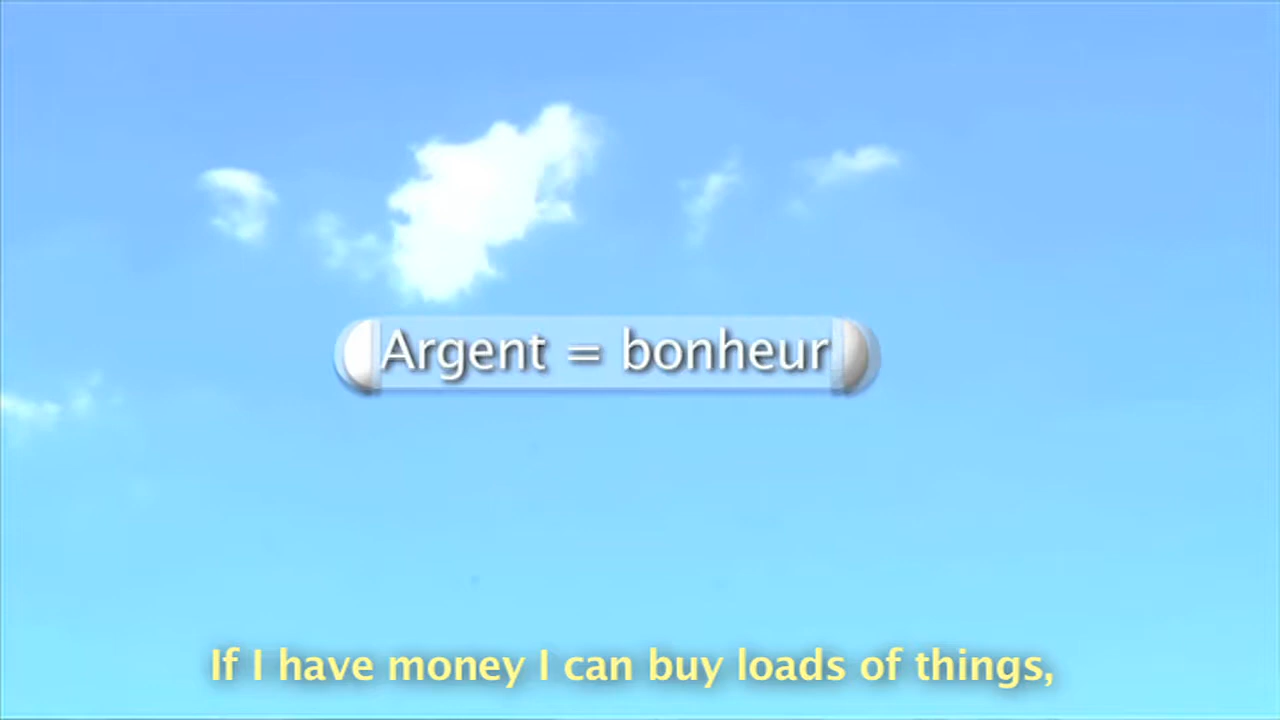 Argent = bonheur
If I have money I can buy loads of things,